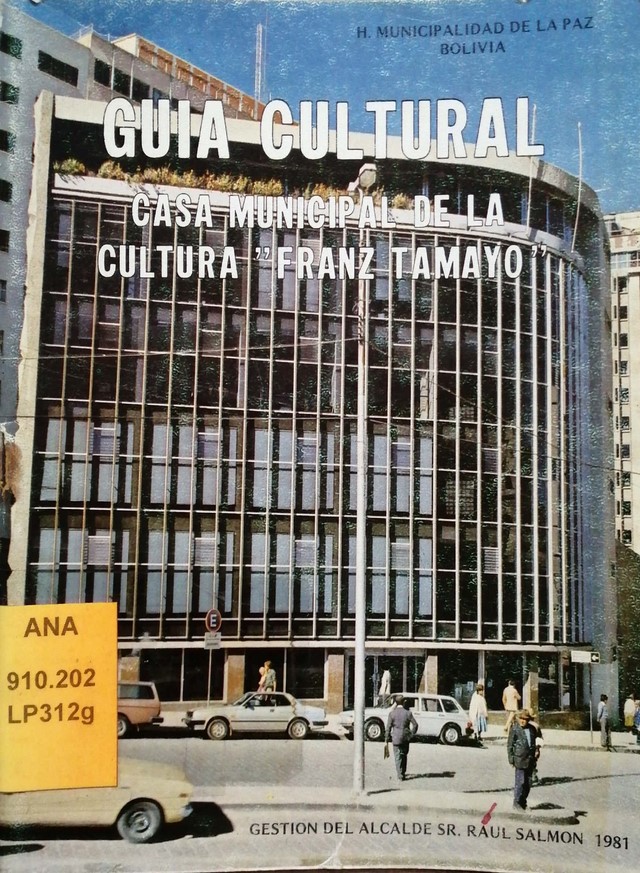 H. MUNICIPALIDAD DE LA PAZ
BOLIVIA
GUIA CULTURAL
CASA MUNICIPAL DE LA
CULTURA "FRANZ TAMAYO"
E
ANA
910.202
LP312g
GESTION DEL ALCALDE SR. RAUL SALMON 1981